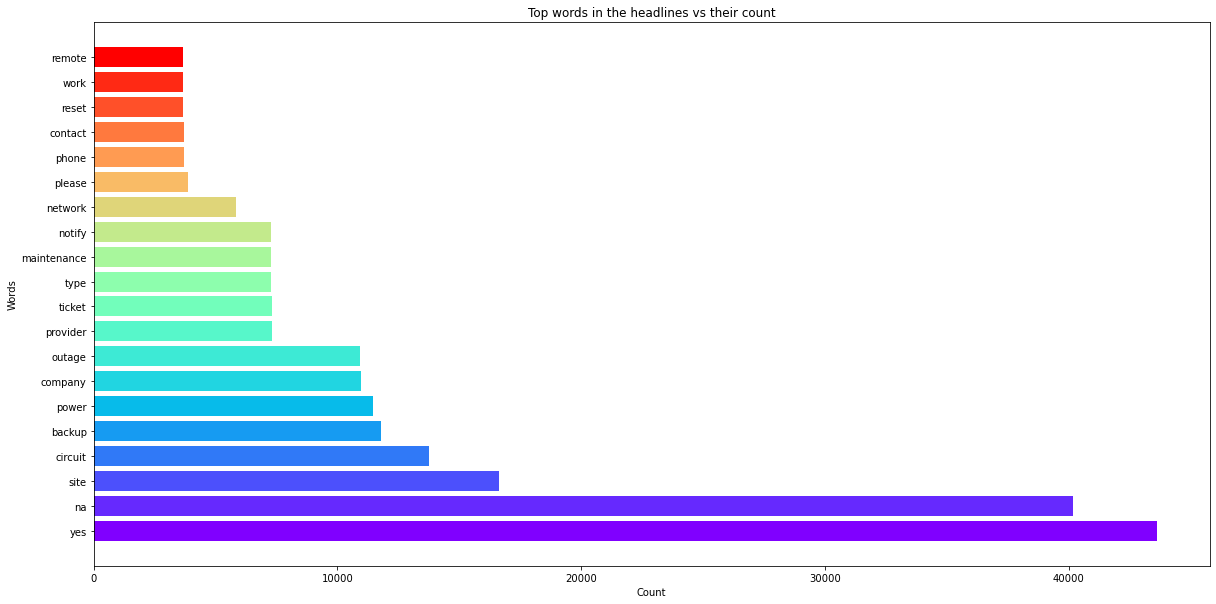 Top words in the headlines vs their count
remote
work
reset
contact
phone
please
network
notify
maintenance
type
ticket
provider
outage
company
power
backup
circuit
site
na
yes
Words
0 10000 20000 30000 40000
Count